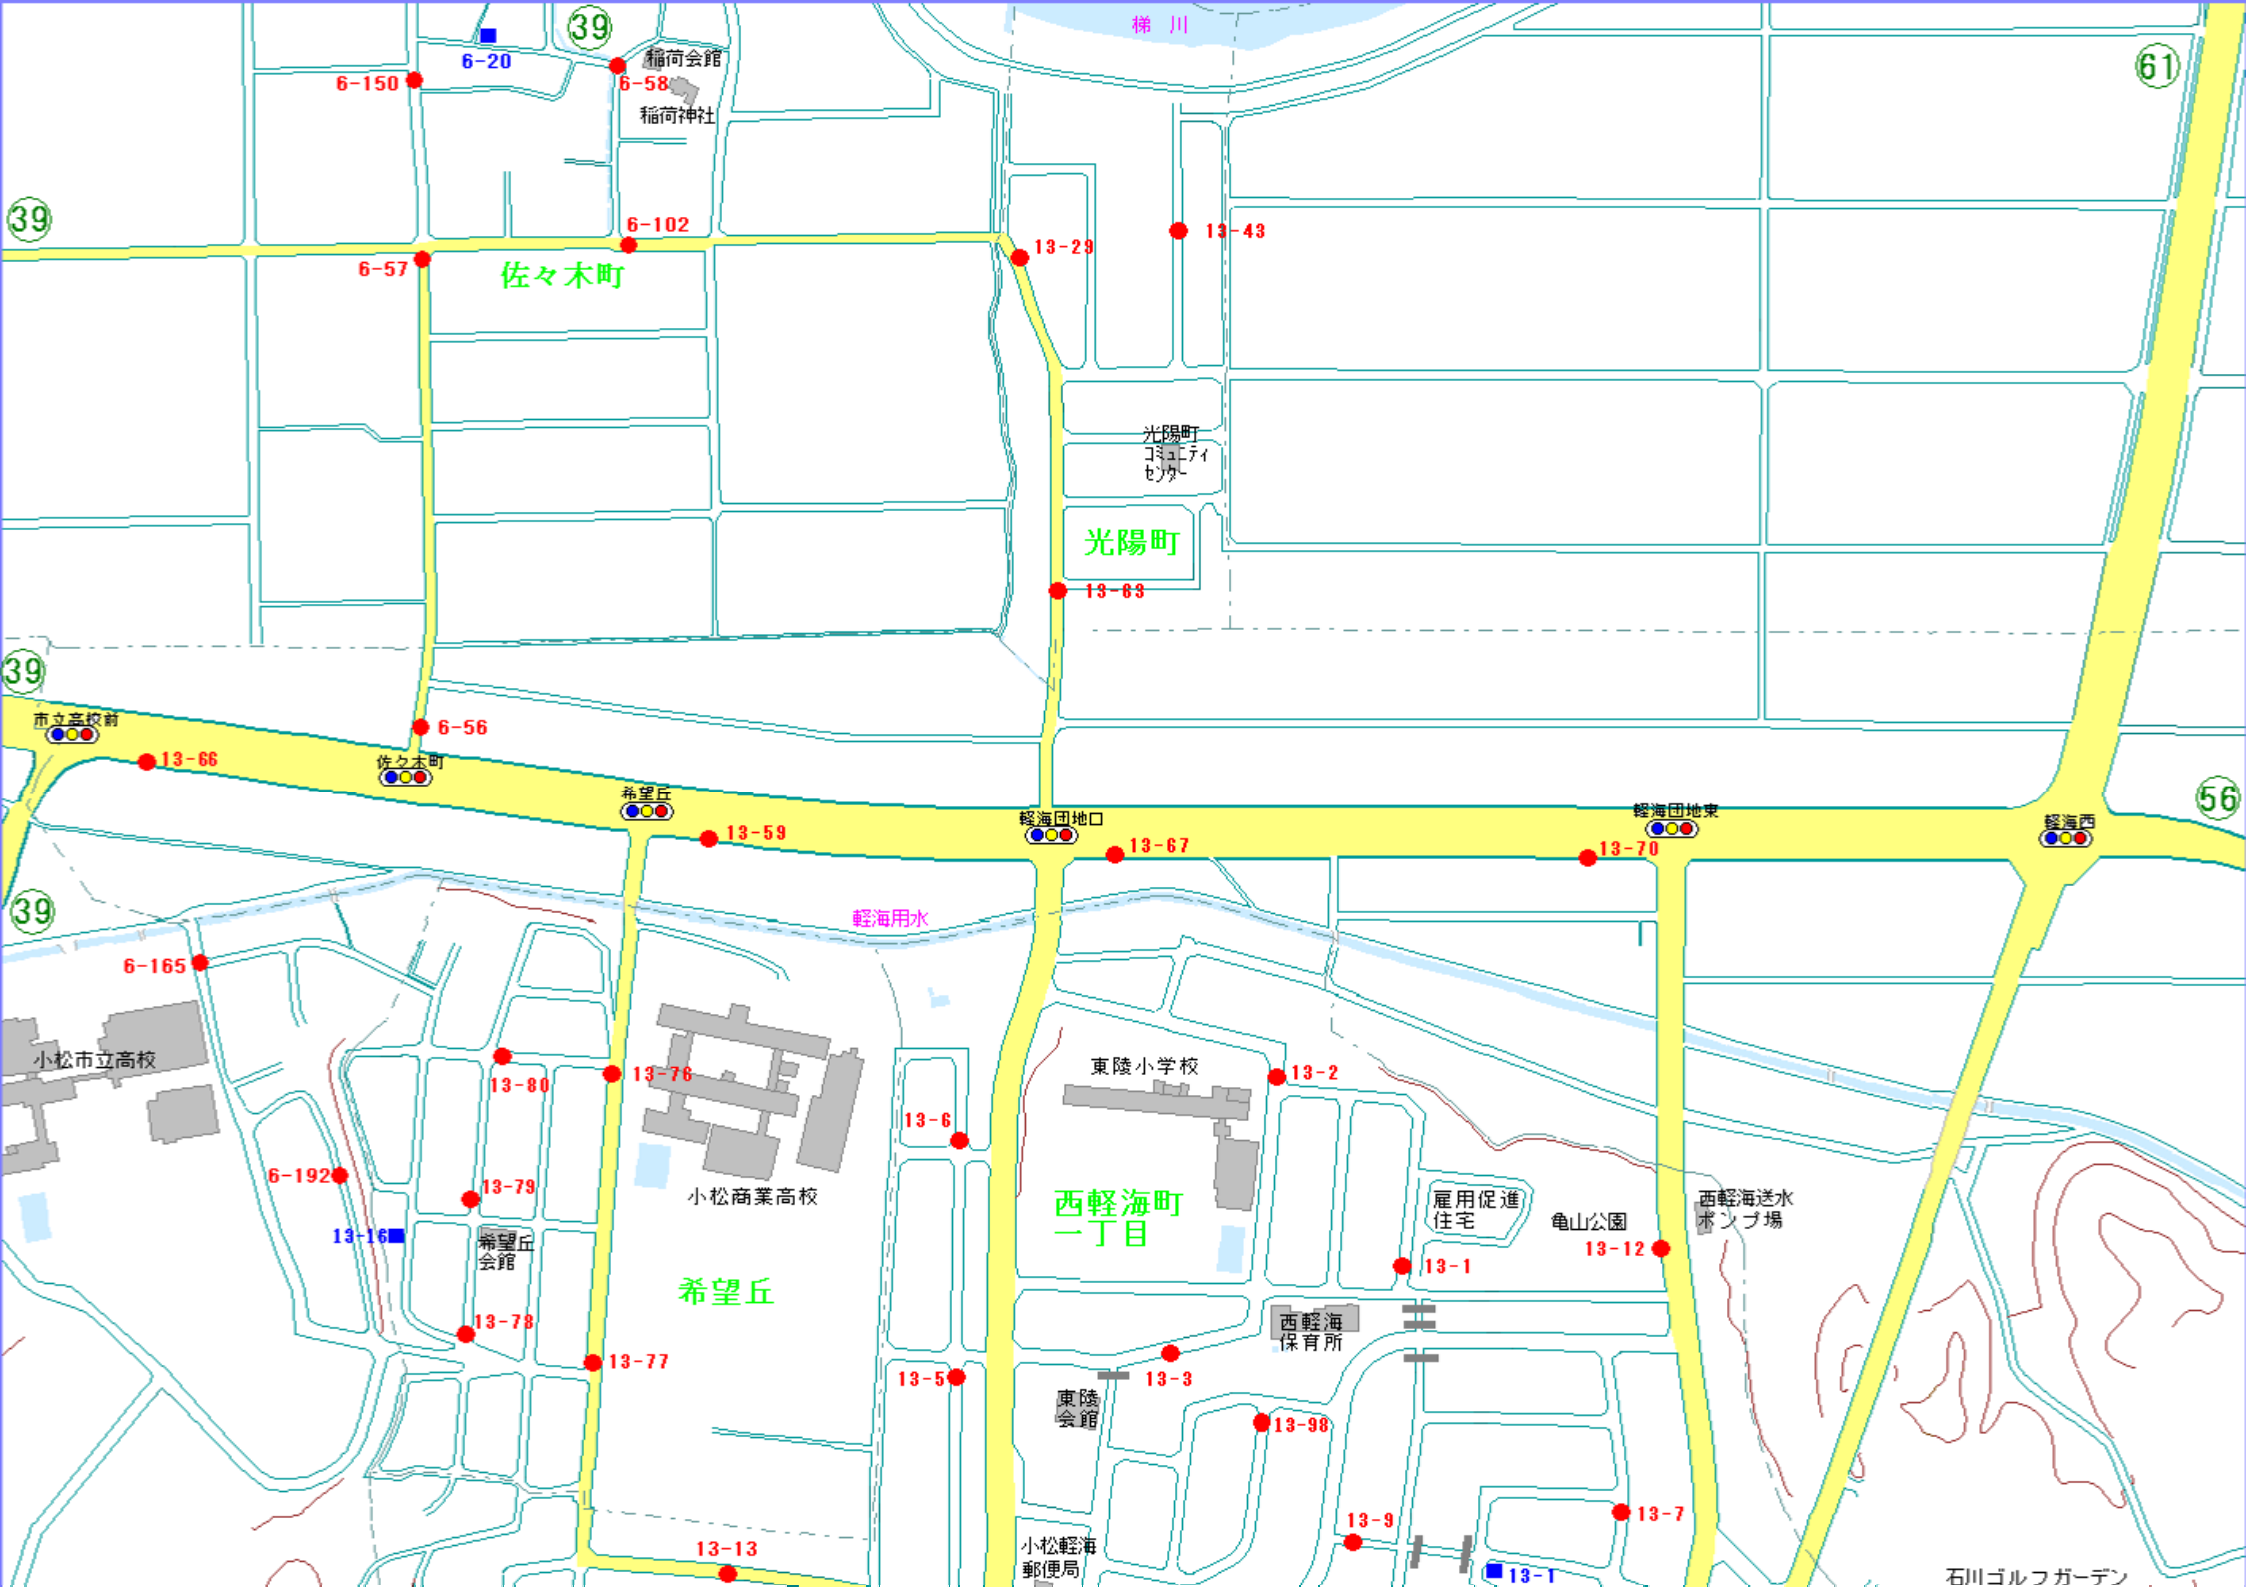 梯 川
39
61
6-20
稲荷会館
6-150
6-58
稲荷神社
39
6-102
13-43
13-29
6-57
佐々木町
光陽町
コミュニティ
センター
光陽町
13-63
39
市立高校前
6-56
13-66
佐々木町
希望丘
56
軽海団地口
軽海団地東
軽海西
13-59
13-67
13-70
39
軽海用水
6-165
小松市立高校
13-80
13-76
東陵小学校
13-2
13-6
6-192
13-79
小松商業高校
西軽海町
一丁目
雇用促進
住宅
亀山公園
西軽海送水
ポンプ場
13-16
希望丘
会館
13-12
13-1
希望丘
13-78
西軽海
保育所
13-77
13-5
13-3
東陵
会館
13-98
13-9
13-7
13-13
小松軽海
郵便局
13-1
石川ゴルフガーデン